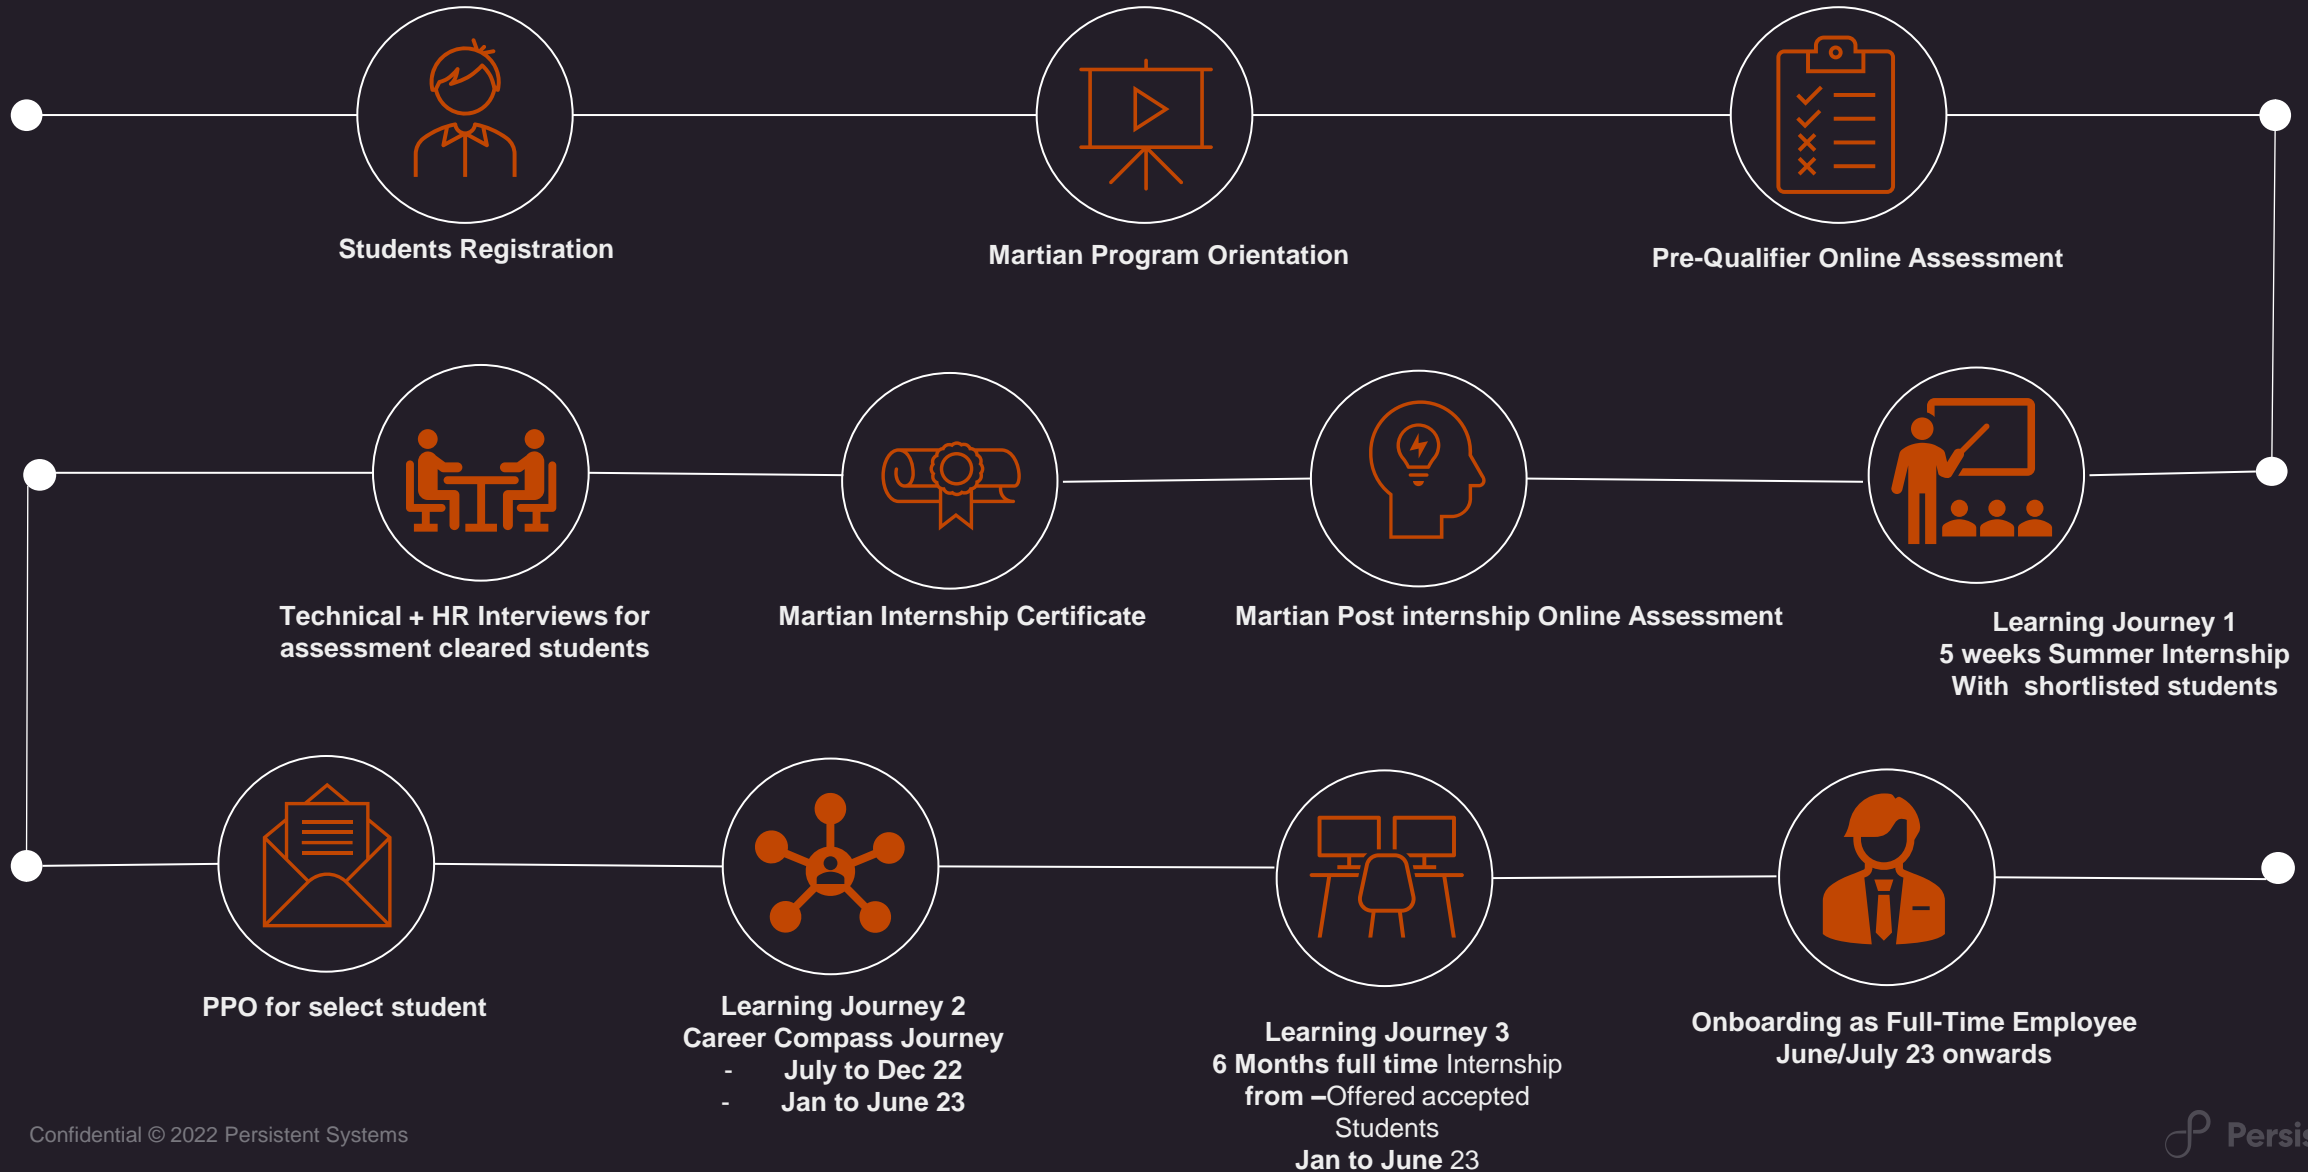 Students Registration
Martian Program Orientation
Pre-Qualifier Online Assessment
Technical + HR Interviews for
assessment cleared students
Martian Internship Certificate
Martian Post internship Online Assessment
Learning Journey 1
5 weeks Summer Internship
With  shortlisted students
PPO for select student
Learning Journey 2
Career Compass Journey
- July to Dec 22
- Jan to June 23
Learning Journey 3
6 Months full time Internship
from –Offered accepted
Students
Jan to June 23
Onboarding as Full-Time Employee
June/July 23 onwards
Confidential © 2022 Persistent Systems
Persis